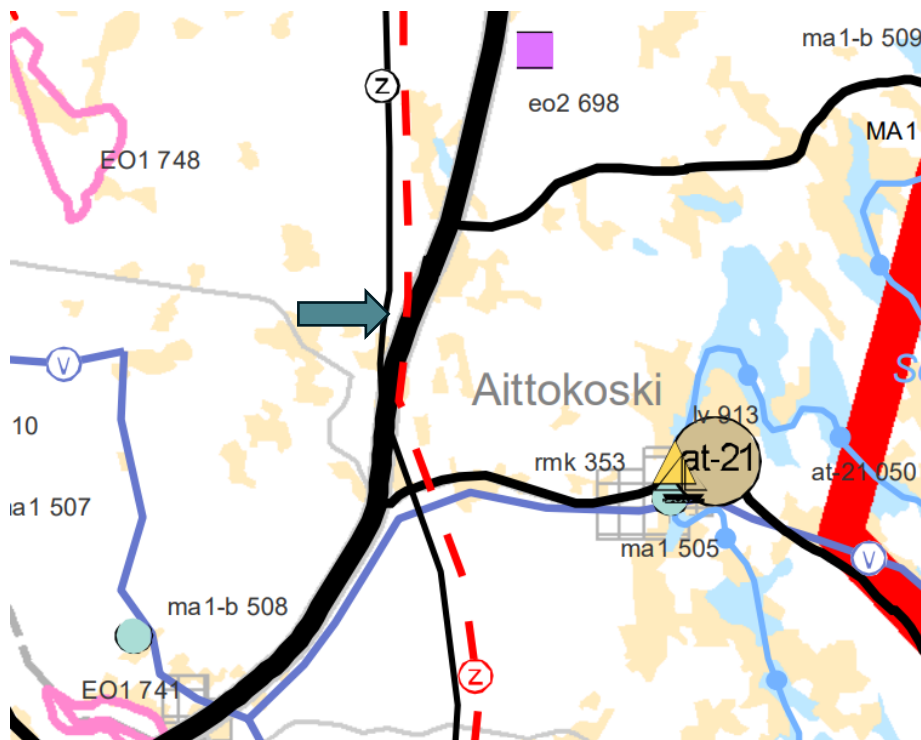 ma1-b 509
Z
eo2 698
MA1
EO1 748
V
Aittokoski
10
lv 913
rmk 353
at-21
at-21 050
a1 507
ma1 505
V
ma1-b 508
Z
EO1 741